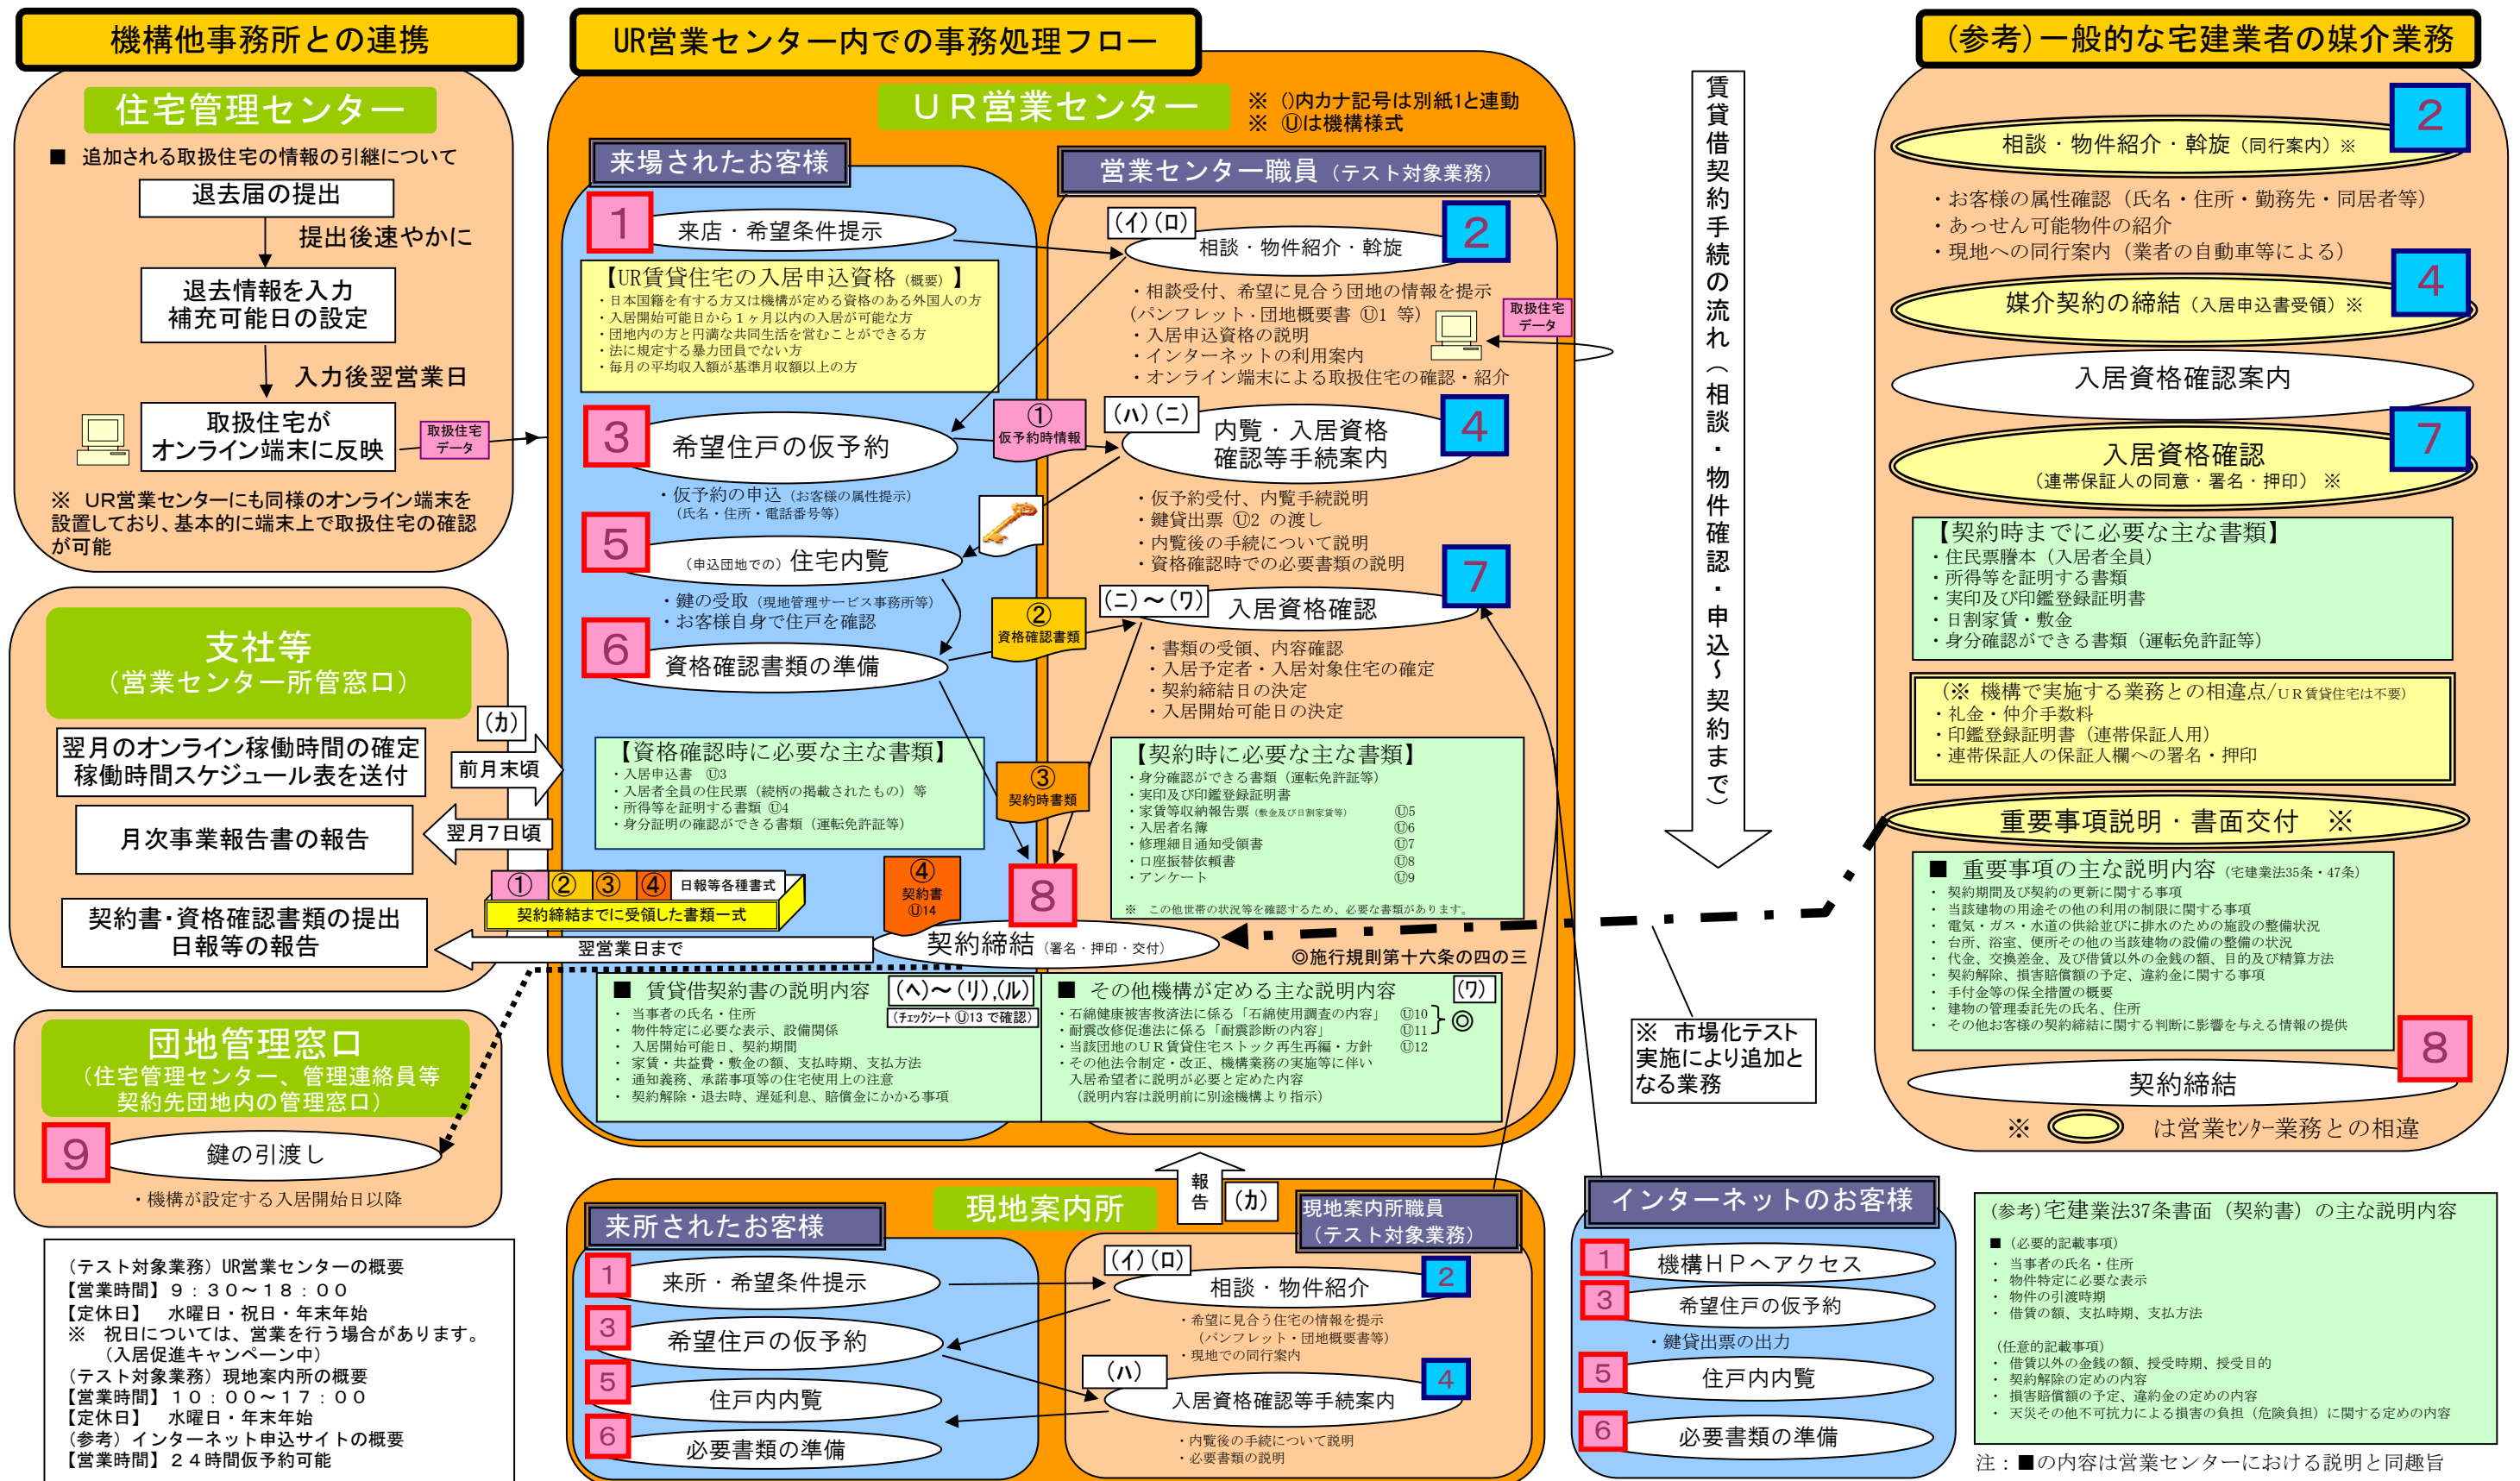 機構他事務所との連携
住宅管理センター
■ 追加される取扱住宅の情報の引継について
退去届の提出
提出後速やかに
退去情報を入力
補充可能日の設定
入力後翌営業日
取扱住宅が
オンライン端末に反映
取扱住宅
データ
※ UR営業センターにも同様のオンライン端末を
設置しており、基本的に端末上で取扱住宅の確認
が可能
支社等
(営業センター所管窓口)
翌月のオンライン稼働時間の確定
稼働時間スケジュール表を送付
(カ)
前月末頃
月次事業報告書の報告
翌月7日頃
契約書・資格確認書類の提出
日報等の報告
① ② ③ ④ 日報等各種書式
契約締結までに受領した書類一式
翌営業日まで
団地管理窓口
(住宅管理センター、管理連絡員等
契約先団地内の管理窓口)
9
鍵の引渡し
・機構が設定する入居開始日以降
(テスト対象業務) UR営業センターの概要
【営業時間】9:30~18:00
【定休日】 水曜日・祝日・年末年始
※ 祝日については、営業を行う場合があります。
(入居促進キャンペーン中)
(テスト対象業務) 現地案内所の概要
【営業時間】10:00~17:00
【定休日】 水曜日・年末年始
(参考) インターネット申込サイトの概要
【営業時間】24時間仮予約可能
UR営業センター内での事務処理フロー
UR営業センター
※ ()内カナ記号は別紙1と連動
※ Ⓤは機構様式
来場されたお客様
1
来店・希望条件提示
【UR賃貸住宅の入居申込資格(概要)】
・日本国籍を有する方又は機構が定める資格のある外国人の方
・入居開始可能日から1ヶ月以内の入居が可能な方
・団地内の方と円満な共同生活を営むことができる方
・法に規定する暴力団員でない方
・毎月の平均収入額が基準月収額以上の方
3
希望住戸の仮予約
・仮予約の申込(お客様の属性提示)
(氏名・住所・電話番号等)
5
(申込団地での) 住宅内覧
・鍵の受取(現地管理サービス事務所等)
・お客様自身で住戸を確認
6
資格確認書類の準備
【資格確認時に必要な主な書類】
・入居申込書 Ⓤ3
・入居者全員の住民票(続柄の掲載されたもの)等
・所得等を証明する書類 Ⓤ4
・身分証明の確認ができる書類(運転免許証等)
①
仮予約時情報
②
資格確認書類
③
契約時書類
④
契約書
Ⓤ14
営業センター職員(テスト対象業務)
(イ)(ロ)
2
相談・物件紹介・斡旋
・相談受付、希望に見合う団地の情報を提示
(パンフレット・団地概要書 Ⓤ1 等)
・入居申込資格の説明
・インターネットの利用案内
・オンライン端末による取扱住宅の確認・紹介
取扱住宅
データ
(ハ)(ニ)
4
内覧・入居資格
確認等手続案内
・仮予約受付、内覧手続説明
・鍵貸出票 Ⓤ2 の渡し
・内覧後の手続について説明
・資格確認時での必要書類の説明
(ニ)~(ワ)
7
入居資格確認
・書類の受領、内容確認
・入居予定者・入居対象住宅の確定
・契約締結日の決定
・入居開始可能日の決定
【契約時に必要な主な書類】
・身分確認ができる書類(運転免許証等)
・実印及び印鑑登録証明書
・家賃等収納報告票(敷金及び日割家賃等) Ⓤ5
・入居者名簿 Ⓤ6
・修理細目通知受領書 Ⓤ7
・口座振替依頼書 Ⓤ8
・アンケート Ⓤ9
※ この他世帯の状況等を確認するため、必要な書類があります。
8
契約締結(署名・押印・交付)
◎施行規則第十六条の四の三
■ 賃貸借契約書の説明内容
(ヘ)~(リ),(ル)
(チェックシート Ⓤ13 で確認)
・ 当事者の氏名・住所
・ 物件特定に必要な表示、設備関係
・ 入居開始可能日、契約期間
・ 家賃・共益費・敷金の額、支払時期、支払方法
・ 通知義務、承諾事項等の住宅使用上の注意
・ 契約解除・退去時、遅延利息、賠償金にかかる事項
■ その他機構が定める主な説明内容
(ワ)
・石綿健康被害救済法に係る「石綿使用調査の内容」 Ⓤ10
・耐震改修促進法に係る「耐震診断の内容」 Ⓤ11
◎
・当該団地のUR賃貸住宅ストック再生再編・方針 Ⓤ12
・その他法令制定・改正、機構業務の実施等に伴い
入居希望者に説明が必要と定めた内容
(説明内容は説明前に別途機構より指示)
報告
(カ)
現地案内所
来所されたお客様
1
来所・希望条件提示
3
希望住戸の仮予約
5
住戸内内覧
6
必要書類の準備
現地案内所職員
(テスト対象業務)
(イ)(ロ)
2
相談・物件紹介
・希望に見合う住宅の情報を提示
(パンフレット・団地概要書等)
・現地での同行案内
(ハ)
4
入居資格確認等手続案内
・内覧後の手続について説明
・必要書類の説明
賃貸借契約手続の流れ(相談・物件確認・申込~契約まで)
※ 市場化テスト
実施により追加と
なる業務
インターネットのお客様
1
機構HPへアクセス
3
希望住戸の仮予約
・鍵貸出票の出力
5
住戸内内覧
6
必要書類の準備
(参考)一般的な宅建業者の媒介業務
2
相談・物件紹介・斡旋(同行案内)※
・お客様の属性確認(氏名・住所・勤務先・同居者等)
・あっせん可能物件の紹介
・現地への同行案内(業者の自動車等による)
4
媒介契約の締結(入居申込書受領)※
入居資格確認案内
7
入居資格確認
(連帯保証人の同意・署名・押印) ※
【契約時までに必要な主な書類】
・住民票謄本(入居者全員)
・所得等を証明する書類
・実印及び印鑑登録証明書
・日割家賃・敷金
・身分確認ができる書類(運転免許証等)
(※ 機構で実施する業務との相違点/UR賃貸住宅は不要)
・礼金・仲介手数料
・印鑑登録証明書(連帯保証人用)
・連帯保証人の保証人欄への署名・押印
重要事項説明・書面交付 ※
■ 重要事項の主な説明内容(宅建業法35条・47条)
・ 契約期間及び契約の更新に関する事項
・ 当該建物の用途その他の利用の制限に関する事項
・ 電気・ガス・水道の供給並びに排水のための施設の整備状況
・ 台所、浴室、便所その他の当該建物の設備の整備の状況
・ 代金、交換差金、及び借賃以外の金銭の額、目的及び精算方法
・ 契約解除、損害賠償額の予定、違約金に関する事項
・ 手付金等の保全措置の概要
・ 建物の管理委託先の氏名、住所
・ その他お客様の契約締結に関する判断に影響を与える情報の提供
8
契約締結
※ は営業センター業務との相違
(参考)宅建業法37条書面(契約書)の主な説明内容
■(必要的記載事項)
・ 当事者の氏名・住所
・ 物件特定に必要な表示
・ 物件の引渡時期
・ 借賃の額、支払時期、支払方法
(任意的記載事項)
・ 借賃以外の金銭の額、授受時期、授受目的
・ 契約解除の定めの内容
・ 損害賠償額の予定、違約金の定めの内容
・ 天災その他不可抗力による損害の負担(危険負担)に関する定めの内容
注:■の内容は営業センターにおける説明と同趣旨